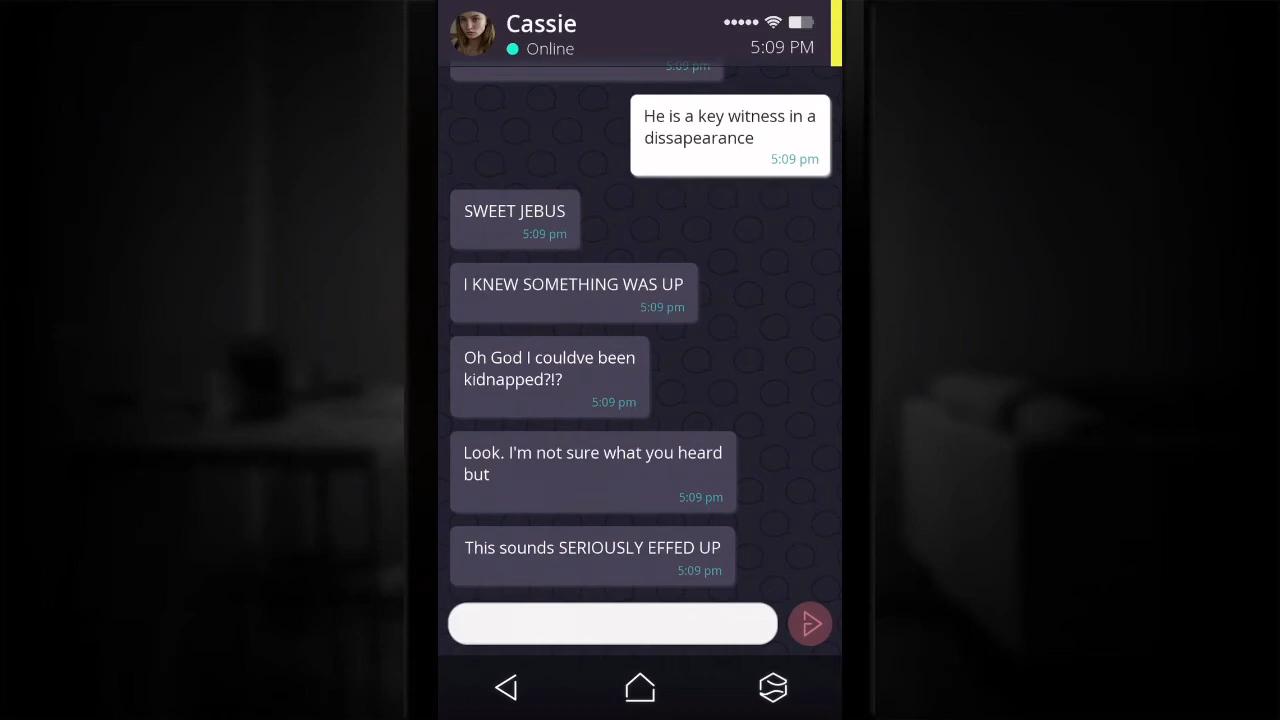 Cassie
Online
5:09 PM
5:09 pm
He is a key witness in a
dissapearance
5:09 pm
SWEET JEBUS
5:09 pm
I KNEW SOMETHING WAS UP
5:09 pm
Oh God I couldve been
kidnapped?!?
5:09 pm
Look. I'm not sure what you heard
but
5:09 pm
This sounds SERIOUSLY EFFED UP
5:09 pm